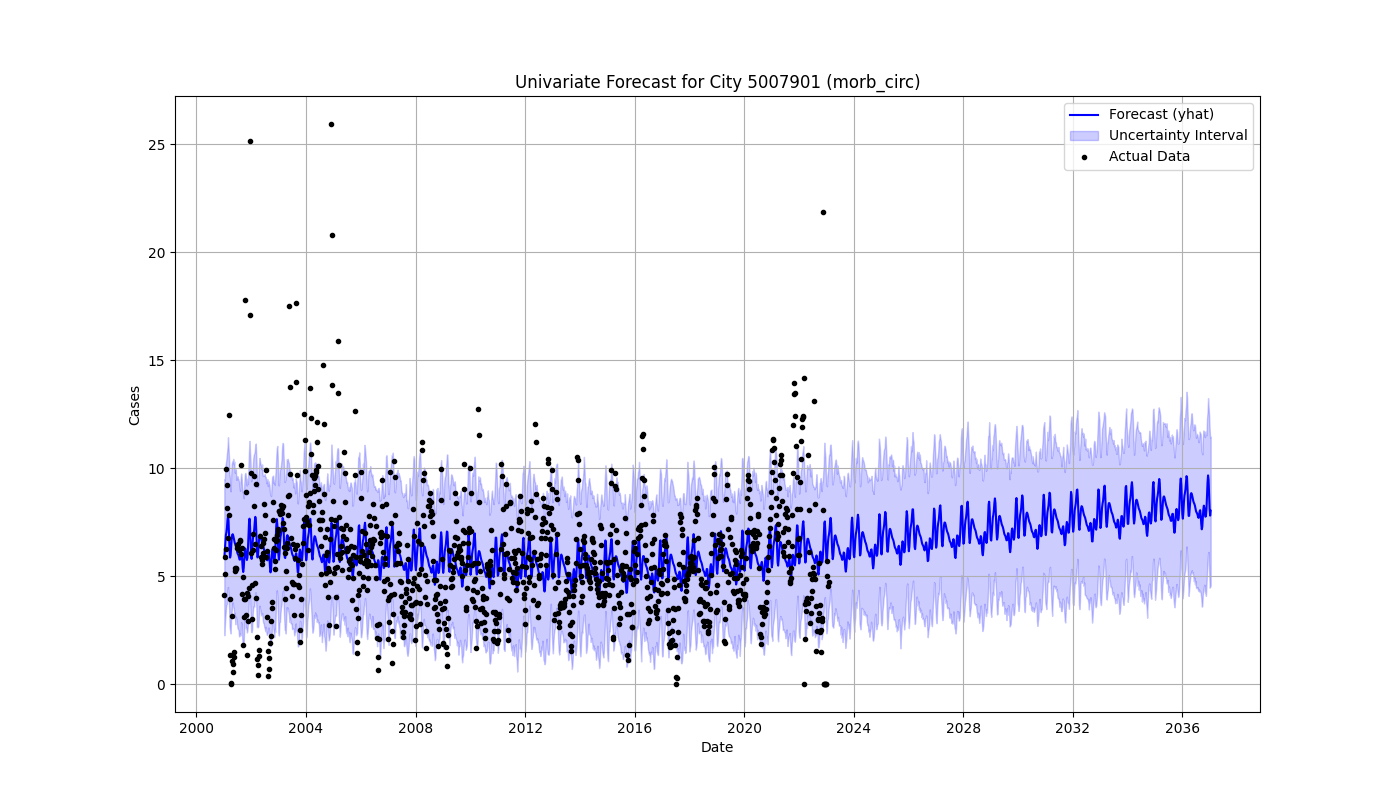 Univariate Forecast for City 5007901 (morb_circ)
Forecast (yhat)
Uncertainty Interval
Actual Data
Cases
25
20
15
10
5
0
2000 2004 2008 2012 2016 2020 2024 2028 2032 2036
Date